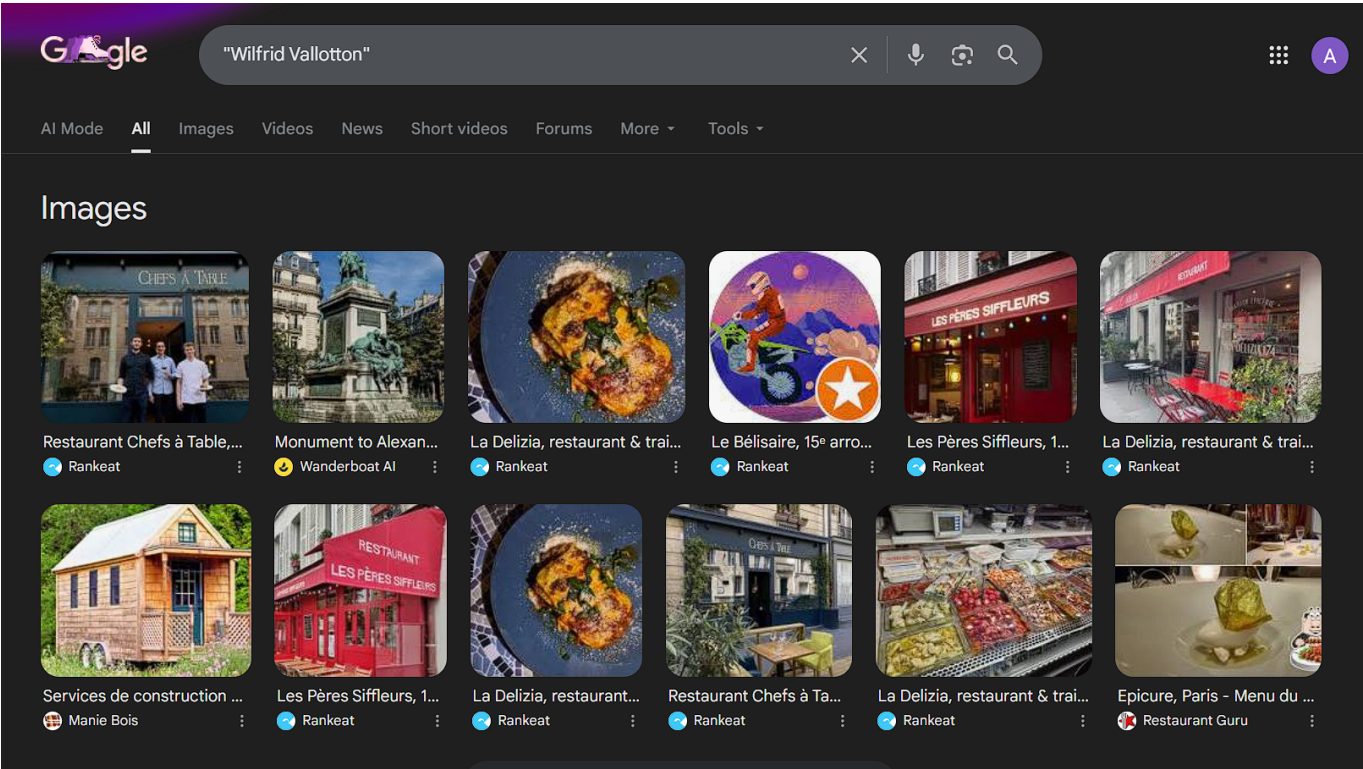 Google
"Wilfrid Vallotton"
A
AI Mode All Images Videos News Short videos Forums More Tools
Images
CHEFS À TABLE
LES PÈRES SIFFLEURS
RESTAURANT
Restaurant Chefs à Table,...
Monument to Alexan...
La Delizia, restaurant & trai...
Le Bélisaire, 15e arro...
Les Pères Siffleurs, 1...
La Delizia, restaurant & trai...
Rankeat
Wanderboat AI
Rankeat
Rankeat
Rankeat
Rankeat
RESTAURANT
LES PÈRES SIFFLEURS
CHEFS À TABLE
Services de construction ...
Les Pères Siffleurs, 1...
La Delizia, restaurant...
Restaurant Chefs à Ta...
La Delizia, restaurant & trai...
Epicure, Paris - Menu du ...
Manie Bois
Rankeat
Rankeat
Rankeat
Rankeat
Restaurant Guru